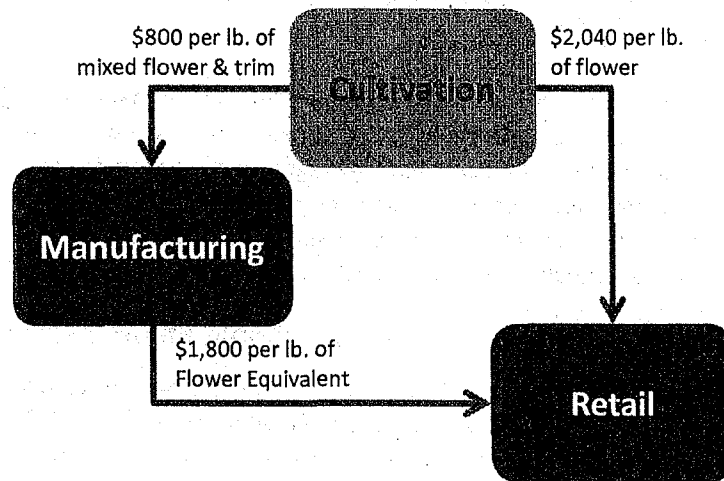 $800 per lb. of
mixed flower & trim
Cultivation
$2,040 per lb.
of flower
Manufacturing
$1,800 per lb. of
Flower Equivalent
Retail